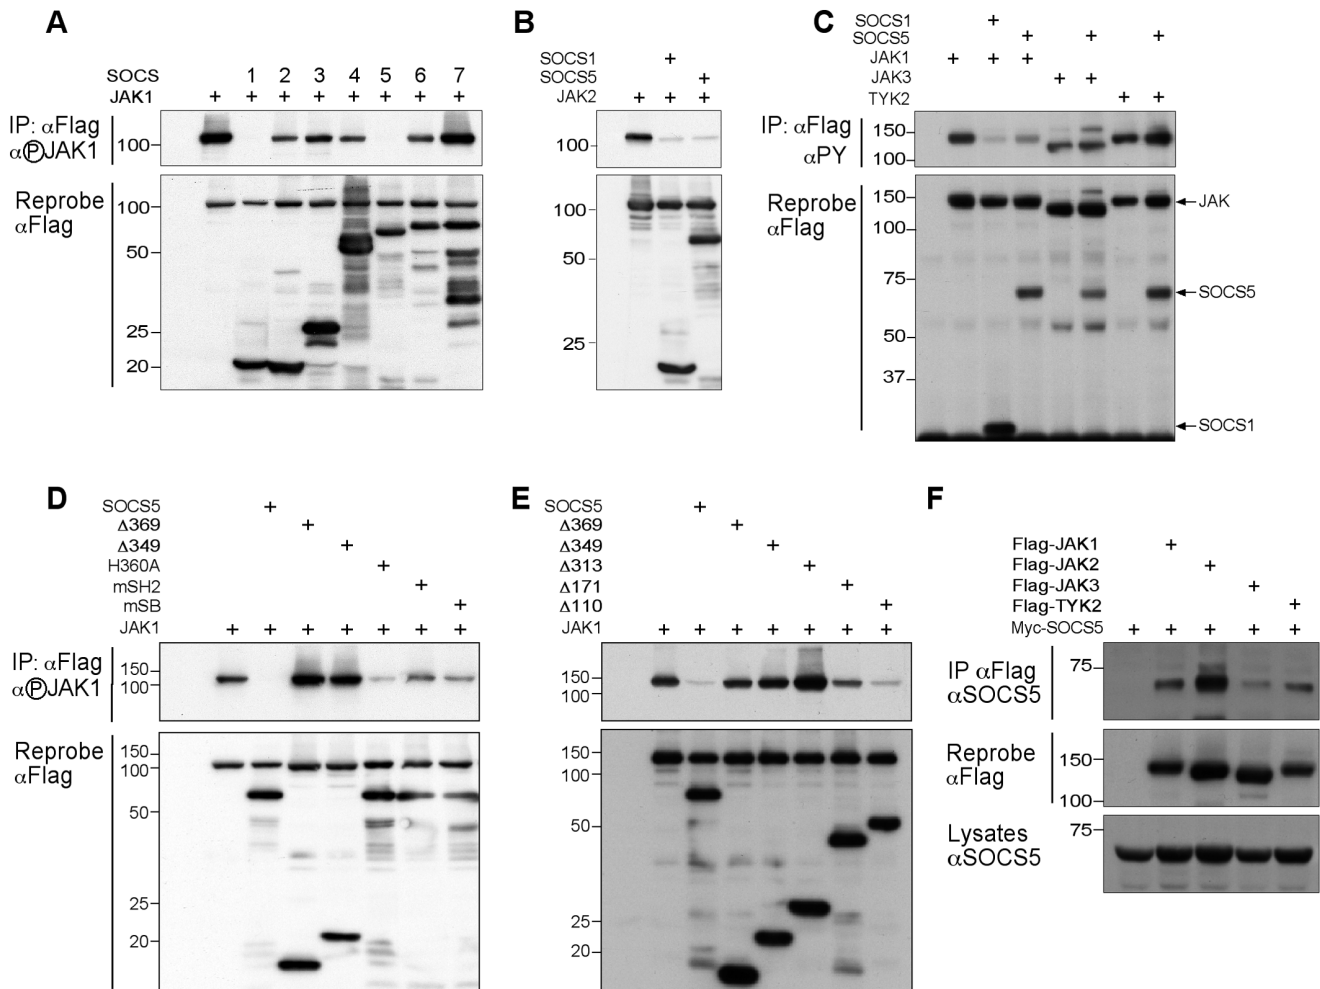 A
SOCS 1 2 3 4 5 6 7
JAK1 + + + + + + + +
IP: αFlag
αⓅJAK1
100
Reprobe
αFlag
100
50
25
20
B
SOCS1 +
SOCS5 +
JAK2 + + +
100
100
50
25
C
SOCS1 +
SOCS5 + + +
JAK1 + + +
JAK3 + +
TYK2 + +
IP: αFlag
αPY
150
100
Reprobe
αFlag
150
100
75
50
37
JAK
SOCS5
SOCS1
D
SOCS5 +
Δ369 +
Δ349 +
H360A +
mSH2 +
mSB +
JAK1 + + + + + + +
IP: αFlag
αⓅJAK1
150
100
Reprobe
αFlag
150
100
50
25
20
E
SOCS5 +
Δ369 +
Δ349 +
Δ313 +
Δ171 +
Δ110 +
JAK1 + + + + + + +
150
100
150
100
50
25
20
F
Flag-JAK1 +
Flag-JAK2 +
Flag-JAK3 +
Flag-TYK2 +
Myc-SOCS5 + + + + +
IP αFlag
αSOCS5
75
Reprobe
αFlag
150
100
Lysates
αSOCS5
75